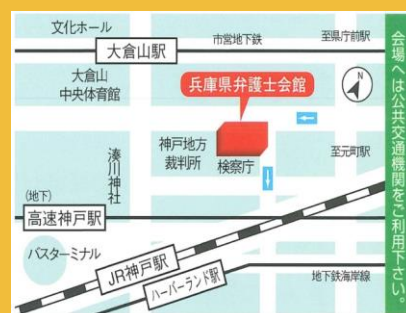 文化ホール
市営地下鉄
至県庁前駅
大倉山駅
大倉山
中央体育館
兵庫県弁護士会館
神戸地方
裁判所
検察庁
至元町駅
湊川神社
(地下)
高速神戸駅
バスターミナル
JR神戸駅
ハーバーランド駅
地下鉄海岸線
会場へは公共交通機関をご利用下さい。